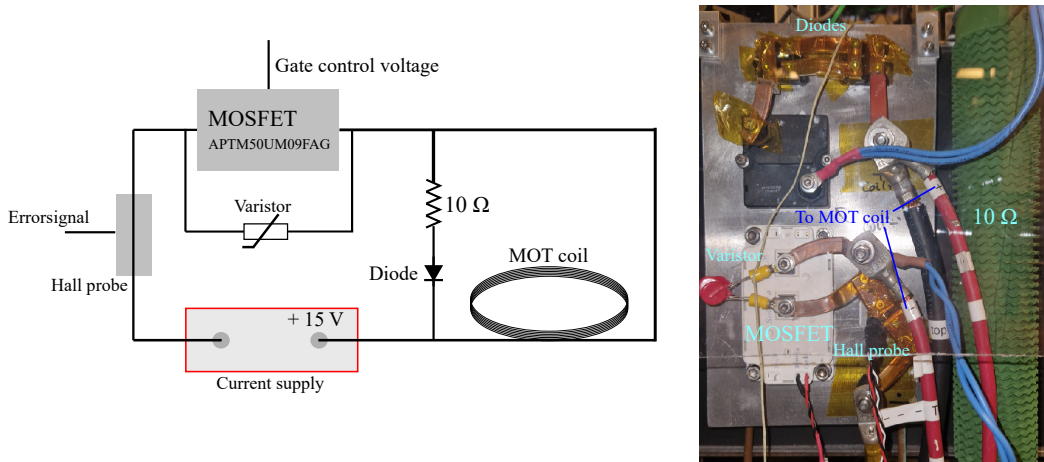 Gate control voltage
MOSFET
APTM50UM09FAG
Errorsignal
Varistor
10 Ω
Hall probe
Diode
MOT coil
+ 15 V
Current supply
Diodes
To MOT coil
10 Ω
Varistor
MOSFET
top
Hall probe